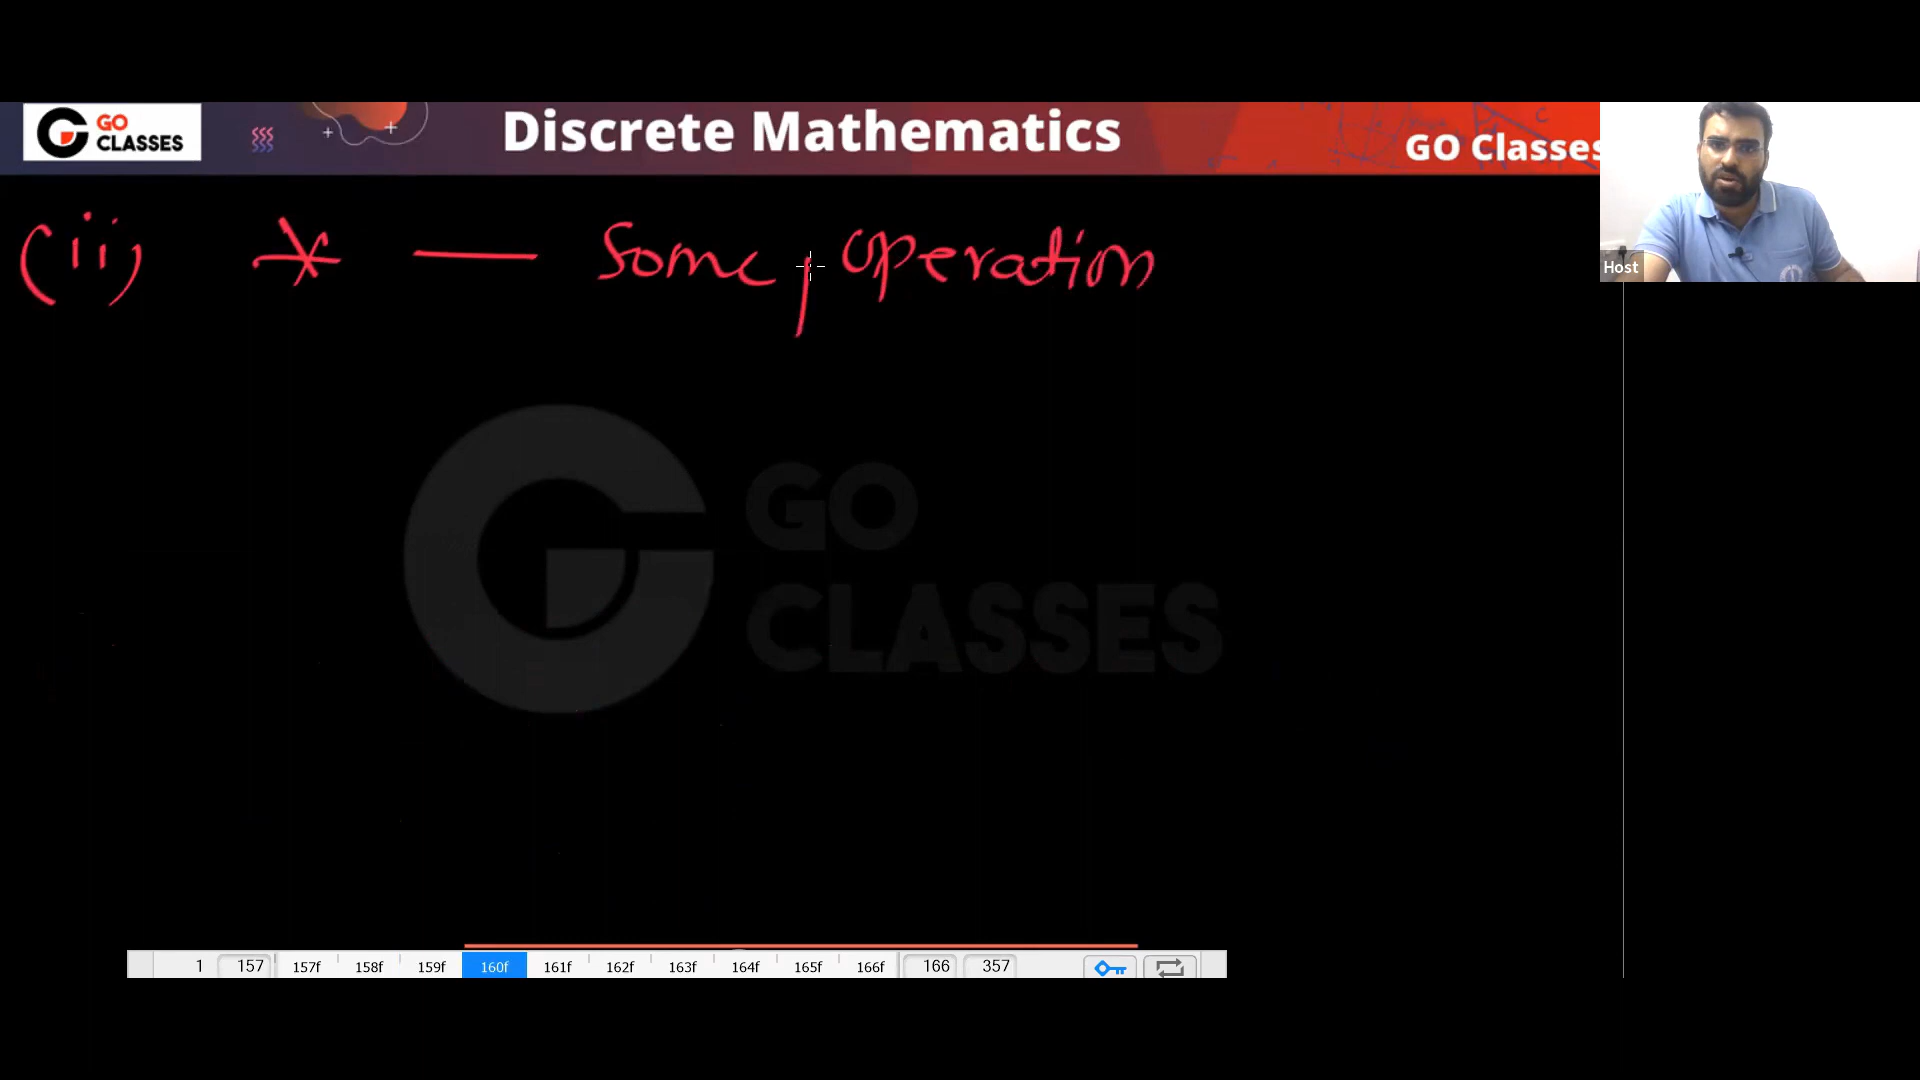 GO CLASSES
Discrete Mathematics
GO Classes
Host
(ii) * — Some operation
GO
CLASSES
1 157 157f 158f 159f 160f 161f 162f 163f 164f 165f 166f 166 357